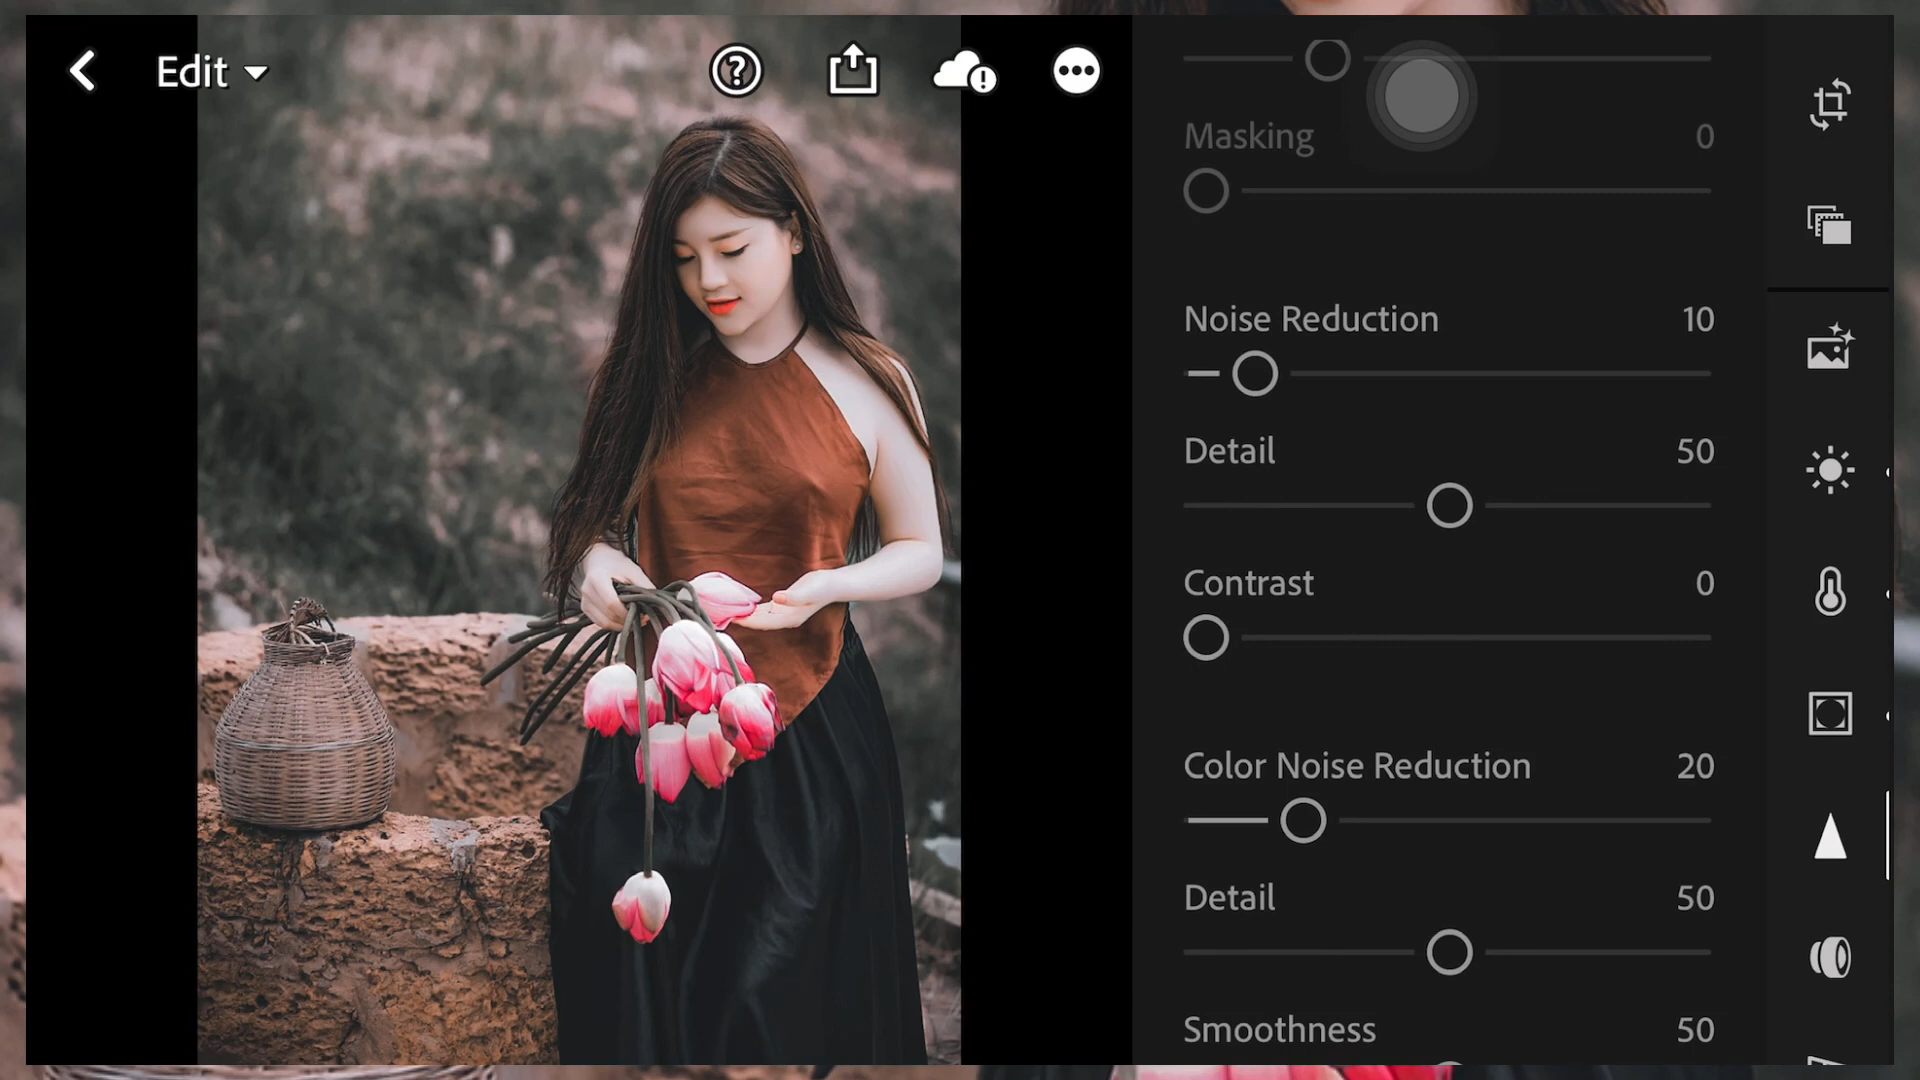 Edit
Masking 0
Noise Reduction 10
Detail 50
Contrast 0
Color Noise Reduction 20
Detail 50
Smoothness 50